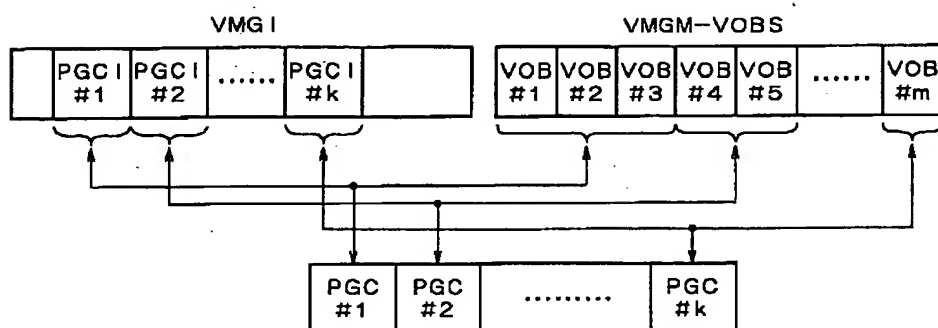 VMGI
VMGM-VOBS
PGCI #1
PGCI #2
......
PGCI #k
VOB #1
VOB #2
VOB #3
VOB #4
VOB #5
......
VOB #m
PGC #1
PGC #2
..........
PGC #k